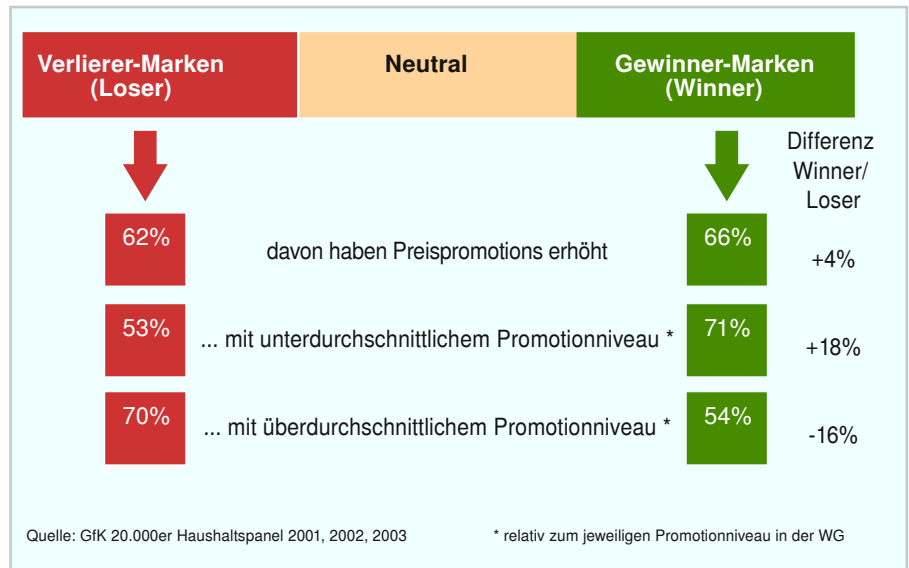 Verlierer-Marken
(Loser)
Neutral
Gewinner-Marken
(Winner)
Differenz
Winner/
Loser
62%
davon haben Preispromotions erhöht
66%
+4%
53%
... mit unterdurchschnittlichem Promotionniveau *
71%
+18%
70%
... mit überdurchschnittlichem Promotionniveau *
54%
-16%
Quelle: GfK 20.000er Haushaltspanel 2001, 2002, 2003
* relativ zum jeweiligen Promotionniveau in der WG